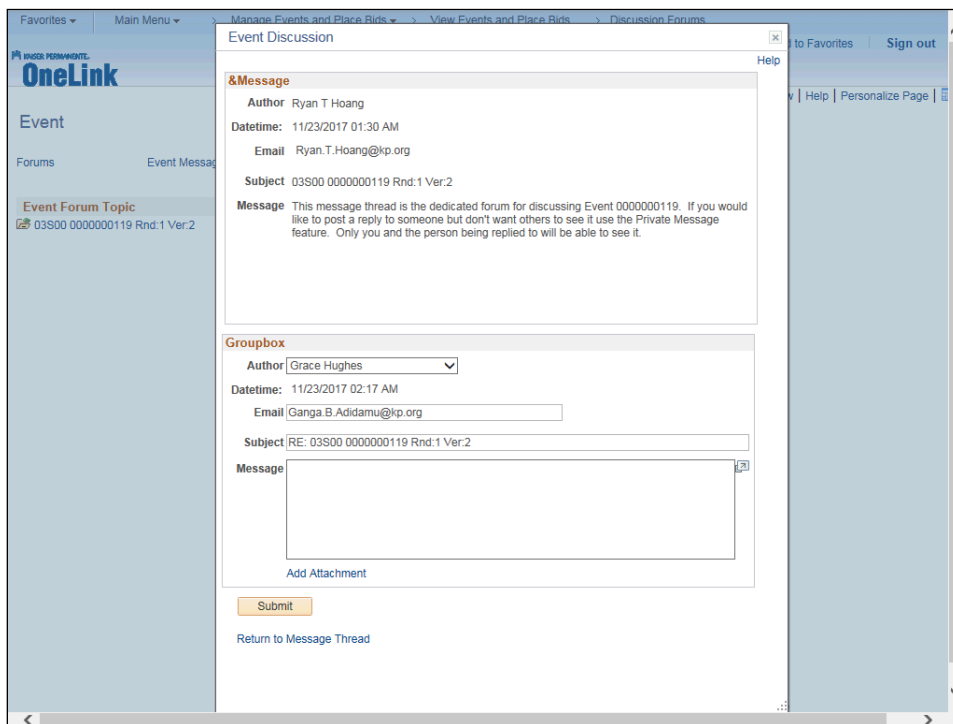 Favorites Main Menu > Manage Events and Place Bids > View Events and Place Bids > Discussion Forums
Event Discussion
to Favorites Sign out
Help
KAISER PERMANENTE.
OneLink
Help | Personalize Page |
Event
Forums Event Messag
Event Forum Topic
03S00 0000000119 Rnd:1 Ver:2
&Message
Author Ryan T Hoang
Datetime: 11/23/2017 01:30 AM
Email Ryan.T.Hoang@kp.org
Subject 03S00 0000000119 Rnd:1 Ver:2
Message This message thread is the dedicated forum for discussing Event 0000000119. If you would
like to post a reply to someone but don't want others to see it use the Private Message
feature. Only you and the person being replied to will be able to see it.
Groupbox
Author Grace Hughes
Datetime: 11/23/2017 02:17 AM
Email Ganga.B.Adidamu@kp.org
Subject RE: 03S00 0000000119 Rnd:1 Ver:2
Message
Add Attachment
Submit
Return to Message Thread